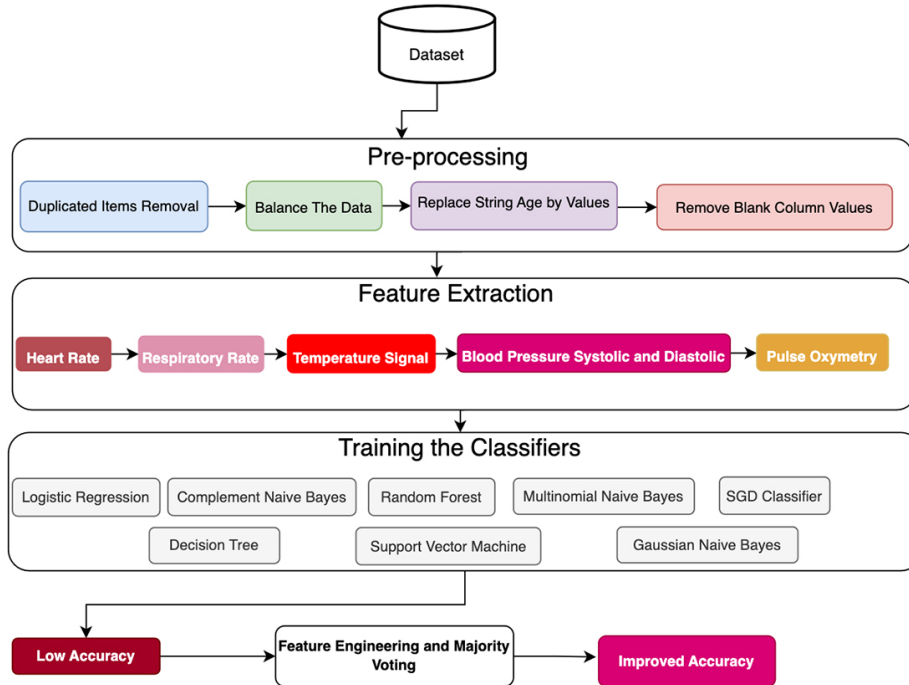 Dataset
Pre-processing
Duplicated Items Removal
Balance The Data
Replace String Age by Values
Remove Blank Column Values
Feature Extraction
Heart Rate
Respiratory Rate
Temperature Signal
Blood Pressure Systolic and Diastolic
Pulse Oxymetry
Training the Classifiers
Logistic Regression
Complement Naive Bayes
Random Forest
Multinomial Naive Bayes
SGD Classifier
Decision Tree
Support Vector Machine
Gaussian Naive Bayes
Low Accuracy
Feature Engineering and Majority
Voting
Improved Accuracy